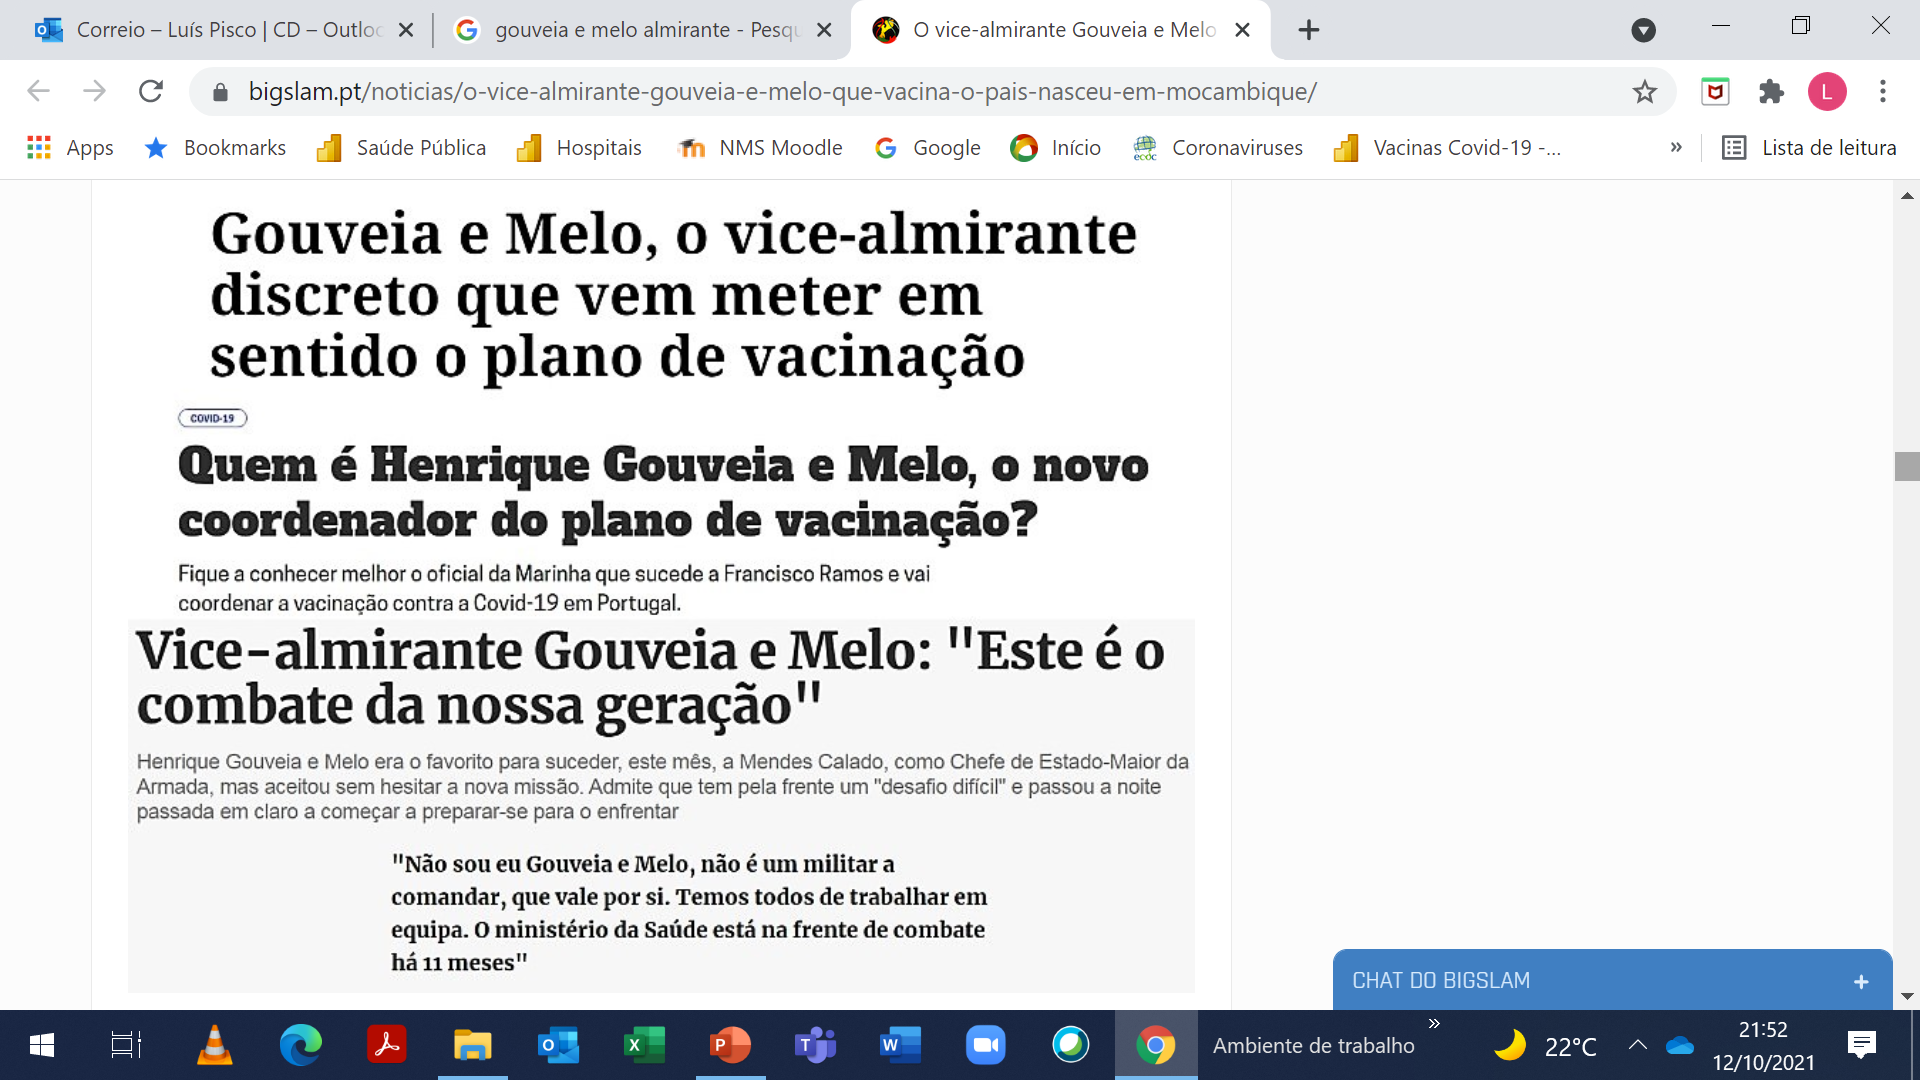 Correio – Luís Pisco | CD – Outloo
gouveia e melo almirante - Pesqu
O vice-almirante Gouveia e Melo
bigslam.pt/noticias/o-vice-almirante-gouveia-e-melo-que-vacina-o-pais-nasceu-em-mocambique/
L
Apps
Bookmarks
Saúde Pública
Hospitais
NMS Moodle
Google
Início
ecdc
Coronaviruses
Vacinas Covid-19 -...
»
Lista de leitura
Gouveia e Melo, o vice-almirante
discreto que vem meter em
sentido o plano de vacinação
COVID-19
Quem é Henrique Gouveia e Melo, o novo
coordenador do plano de vacinação?
Fique a conhecer melhor o oficial da Marinha que sucede a Francisco Ramos e vai
coordenar a vacinação contra a Covid-19 em Portugal.
Vice-almirante Gouveia e Melo: "Este é o
combate da nossa geração"
Henrique Gouveia e Melo era o favorito para suceder, este mês, a Mendes Calado, como Chefe de Estado-Maior da
Armada, mas aceitou sem hesitar a nova missão. Admite que tem pela frente um "desafio difícil" e passou a noite
passada em claro a começar a preparar-se para o enfrentar
"Não sou eu Gouveia e Melo, não é um militar a
comandar, que vale por si. Temos todos de trabalhar em
equipa. O ministério da Saúde está na frente de combate
há 11 meses"
CHAT DO BIGSLAM +
Ambiente de trabalho
»
22°C
21:52
12/10/2021